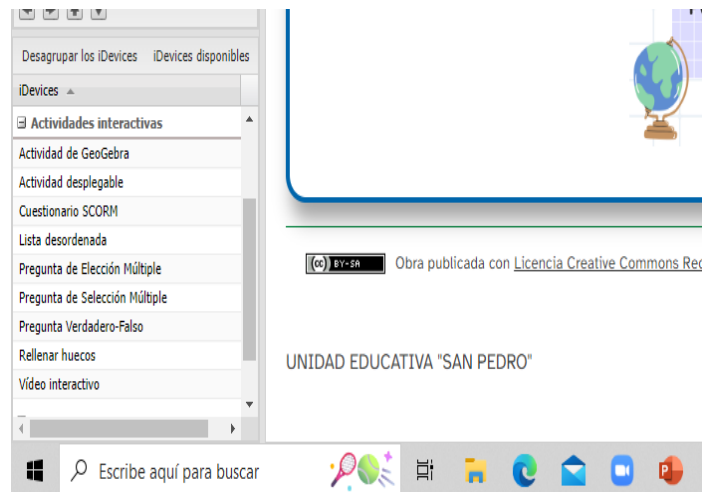 Desagrupar los iDevices iDevices disponibles
iDevices
Actividades interactivas
Actividad de GeoGebra
Actividad desplegable
Cuestionario SCORM
Lista desordenada
Pregunta de Elección Múltiple
Pregunta de Selección Múltiple
Pregunta Verdadero-Falso
Rellenar huecos
Vídeo interactivo
(cc) BY-SA Obra publicada con Licencia Creative Commons Rec
UNIDAD EDUCATIVA "SAN PEDRO"
Escribe aquí para buscar